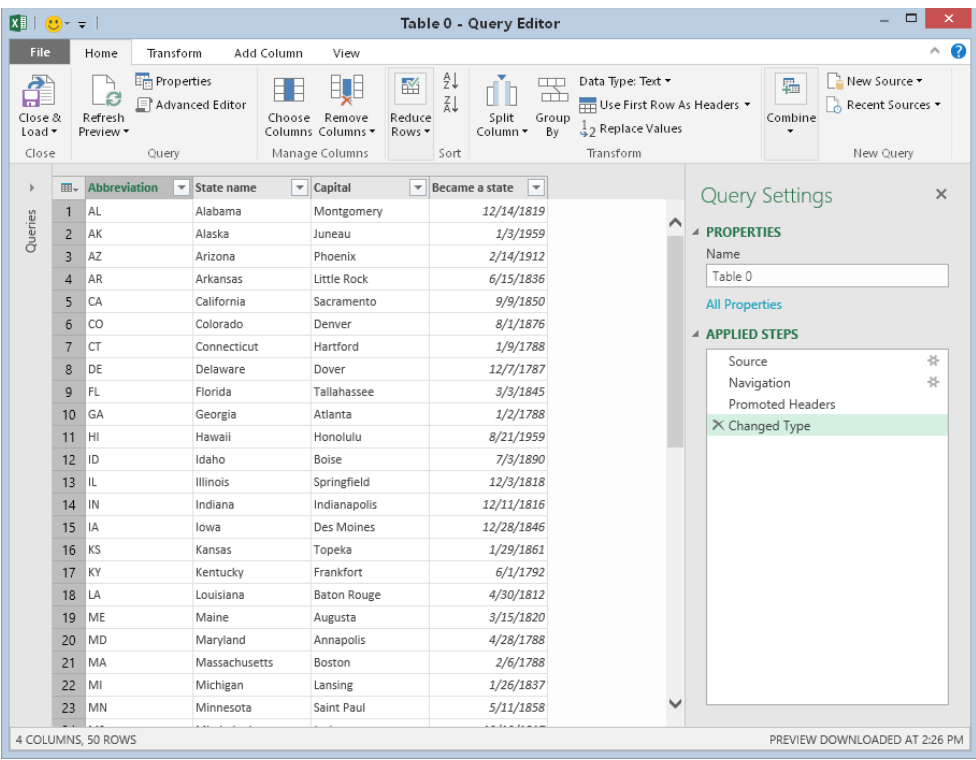 Table 0 - Query Editor
File Home Transform Add Column View
Close & Load
Refresh Preview
Properties
Advanced Editor
Choose Columns
Remove Columns
Reduce Rows
Split Column
Group By
Data Type: Text
Use First Row As Headers
1 2 Replace Values
Combine
New Source
Recent Sources
Close Query Manage Columns Sort Transform New Query
Queries
Abbreviation State name Capital Became a state
1 AL Alabama Montgomery 12/14/1819
2 AK Alaska Juneau 1/3/1959
3 AZ Arizona Phoenix 2/14/1912
4 AR Arkansas Little Rock 6/15/1836
5 CA California Sacramento 9/9/1850
6 CO Colorado Denver 8/1/1876
7 CT Connecticut Hartford 1/9/1788
8 DE Delaware Dover 12/7/1787
9 FL Florida Tallahassee 3/3/1845
10 GA Georgia Atlanta 1/2/1788
11 HI Hawaii Honolulu 8/21/1959
12 ID Idaho Boise 7/3/1890
13 IL Illinois Springfield 12/3/1818
14 IN Indiana Indianapolis 12/11/1816
15 IA Iowa Des Moines 12/28/1846
16 KS Kansas Topeka 1/29/1861
17 KY Kentucky Frankfort 6/1/1792
18 LA Louisiana Baton Rouge 4/30/1812
19 ME Maine Augusta 3/15/1820
20 MD Maryland Annapolis 4/28/1788
21 MA Massachusetts Boston 2/6/1788
22 MI Michigan Lansing 1/26/1837
23 MN Minnesota Saint Paul 5/11/1858
Query Settings
PROPERTIES
Name
Table 0
All Properties
APPLIED STEPS
Source
Navigation
Promoted Headers
Changed Type
4 COLUMNS, 50 ROWS
PREVIEW DOWNLOADED AT 2:26 PM